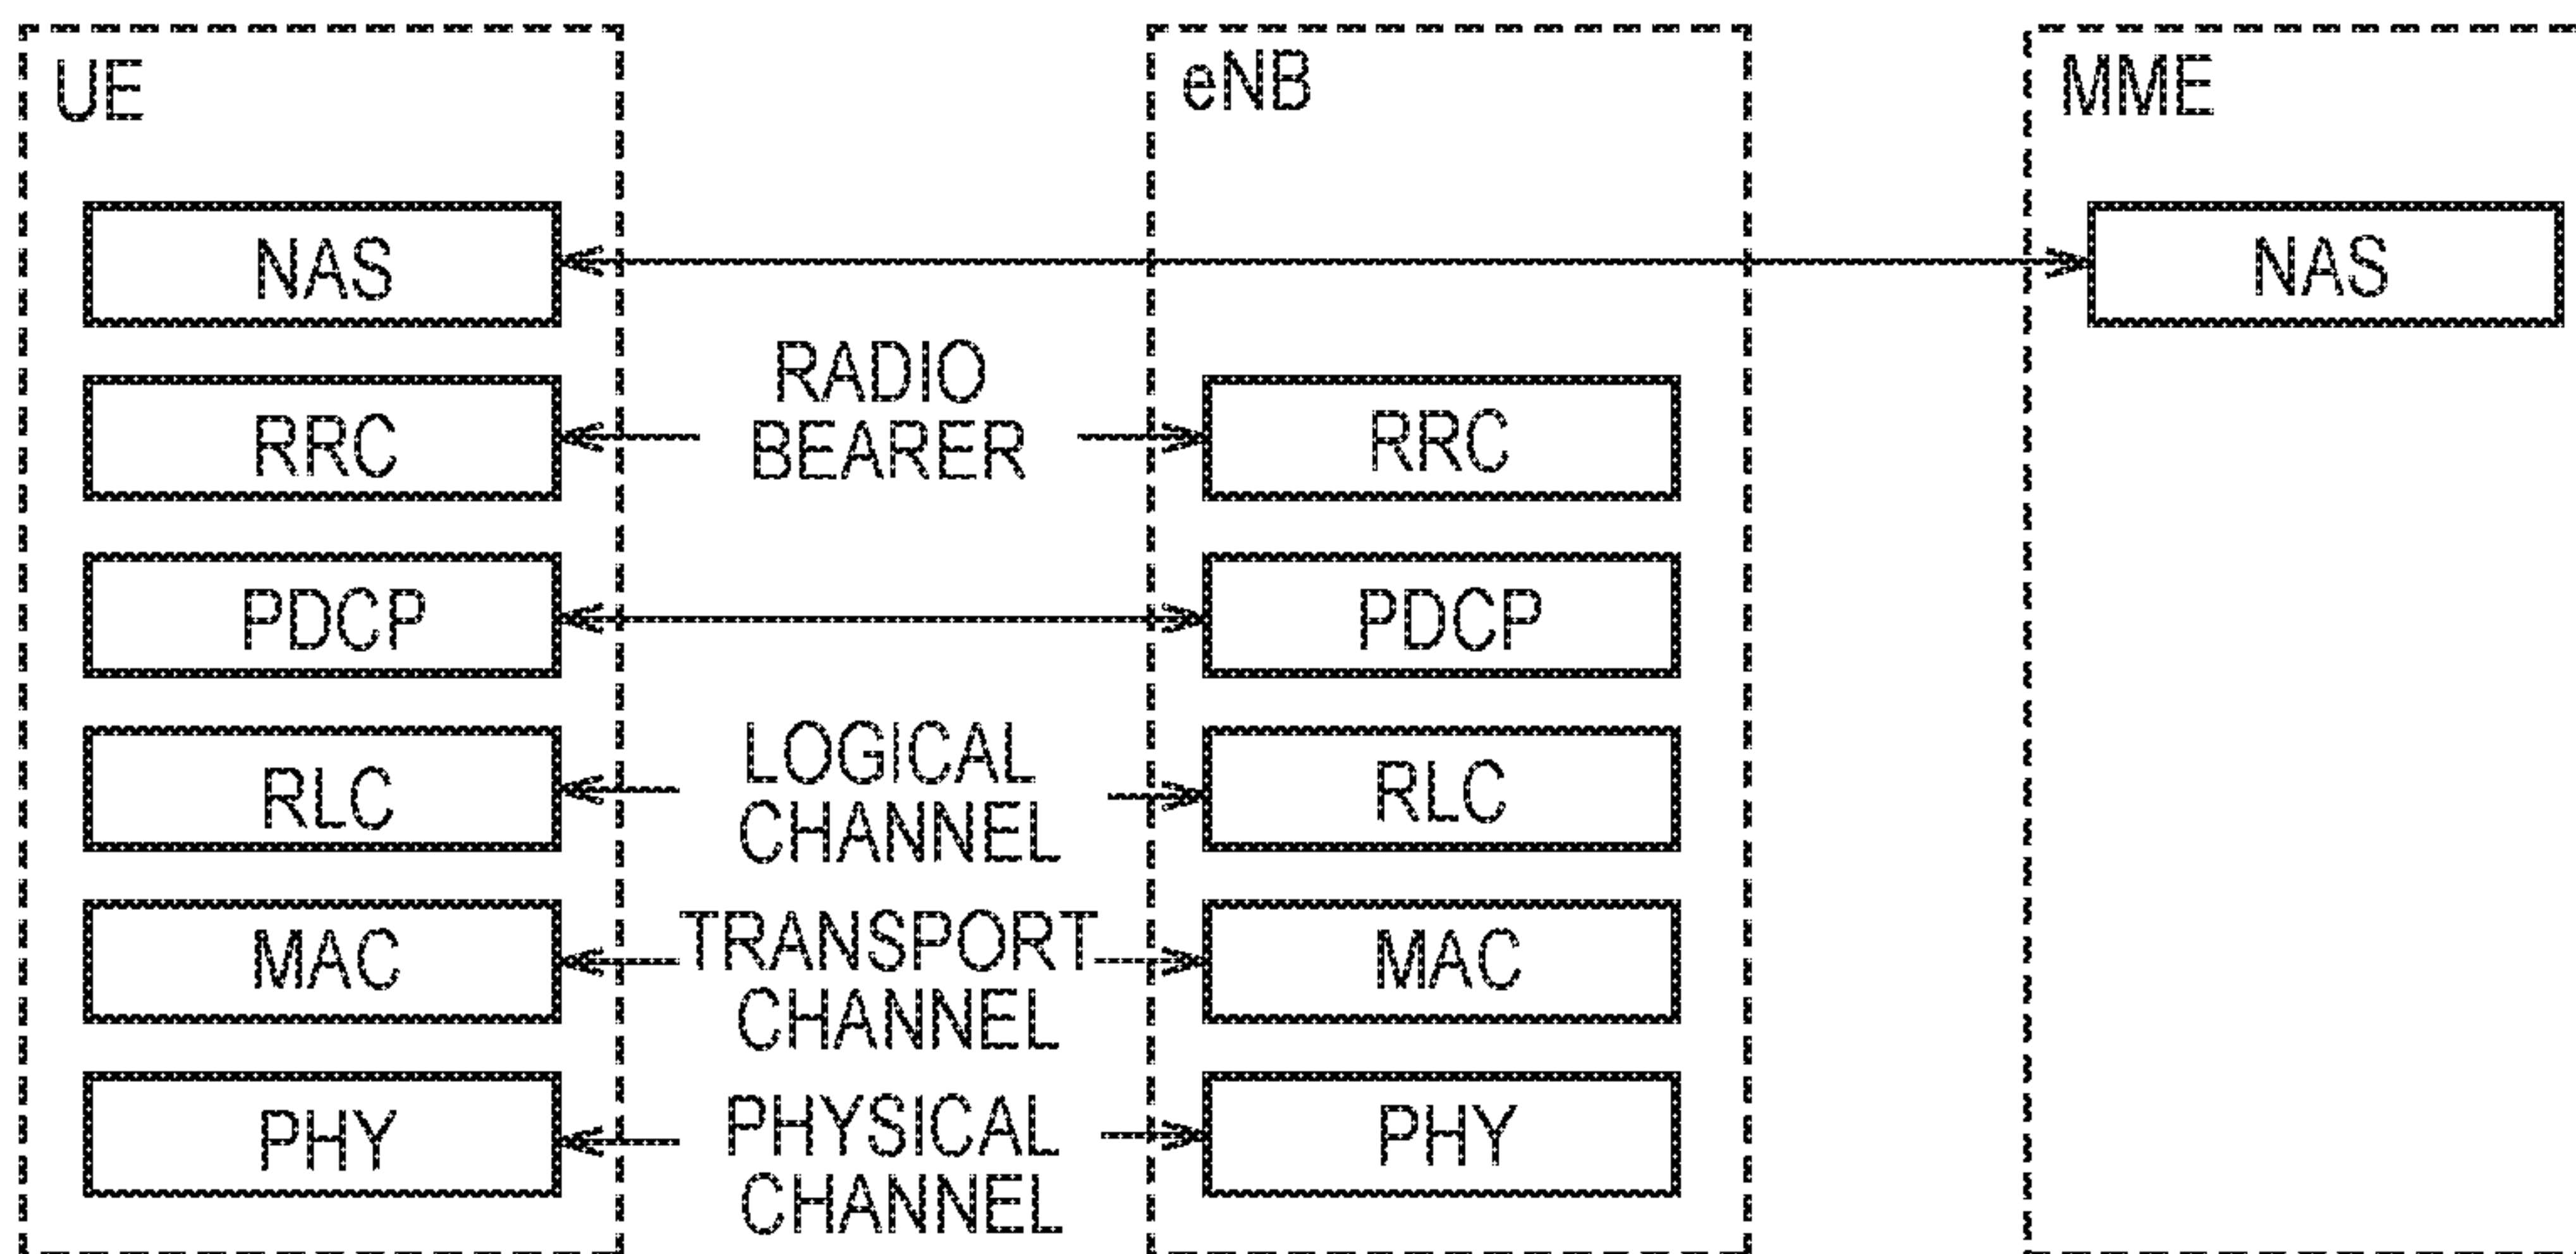 UE
eNB
MME
NAS
NAS
RADIO
BEARER
RRC
RRC
PDCP
PDCP
LOGICAL
CHANNEL
RLC
RLC
TRANSPORT
CHANNEL
MAC
MAC
PHYSICAL
CHANNEL
PHY
PHY